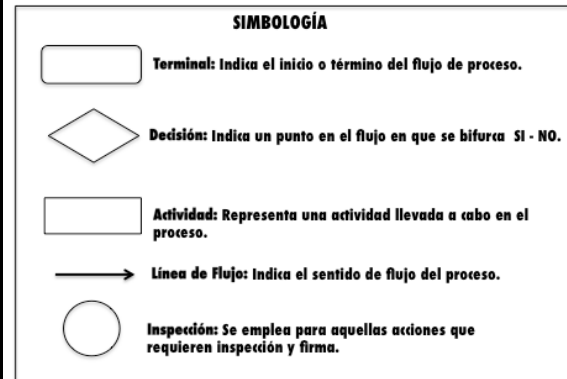 SIMBOLOGÍA
Terminal: Indica el inicio o término del flujo de proceso.
Decisión: Indica un punto en el flujo en que se bifurca SI - NO.
Actividad: Representa una actividad llevada a cabo en el
proceso.
Línea de Flujo: Indica el sentido de flujo del proceso.
Inspección: Se emplea para aquellas acciones que
requieren inspección y firma.